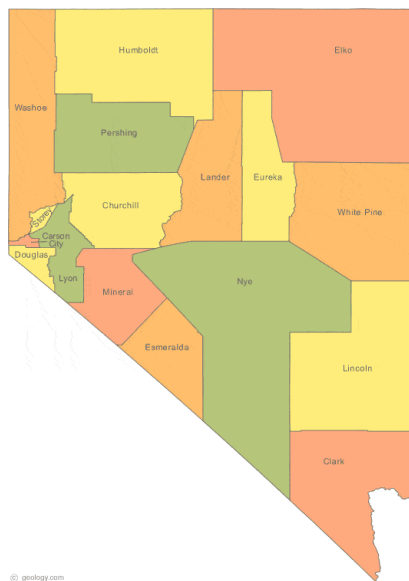 Humboldt
Elko
Washoe
Pershing
Lander
Eureka
Churchill
White Pine
Storey
Carson
City
Douglas
Lyon
Nye
Mineral
Esmeralda
Lincoln
Clark
© geology.com